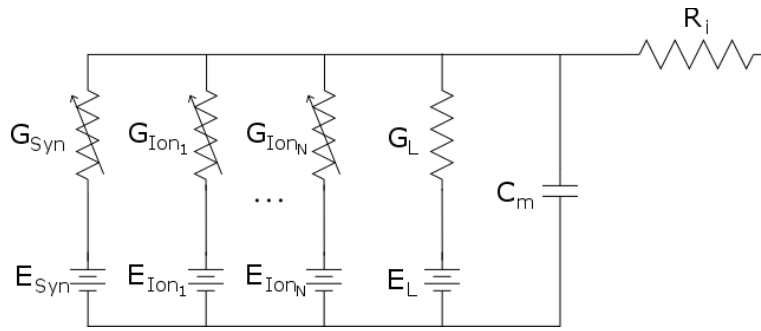 R_i
G_Syn G_Ion_1 G_Ion_N G_L
...
C_m
E_Syn E_Ion_1 E_Ion_N E_L